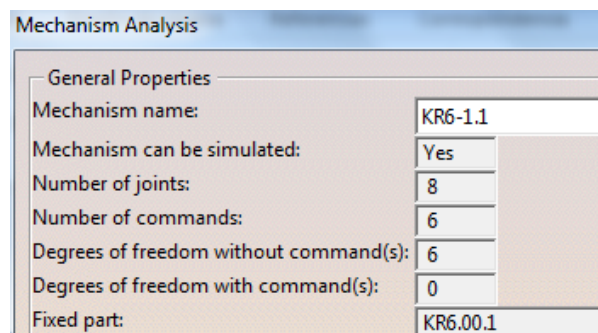 Mechanism Analysis
General Properties
Mechanism name: KR6-1.1
Mechanism can be simulated: Yes
Number of joints: 8
Number of commands: 6
Degrees of freedom without command(s): 6
Degrees of freedom with command(s): 0
Fixed part: KR6.00.1